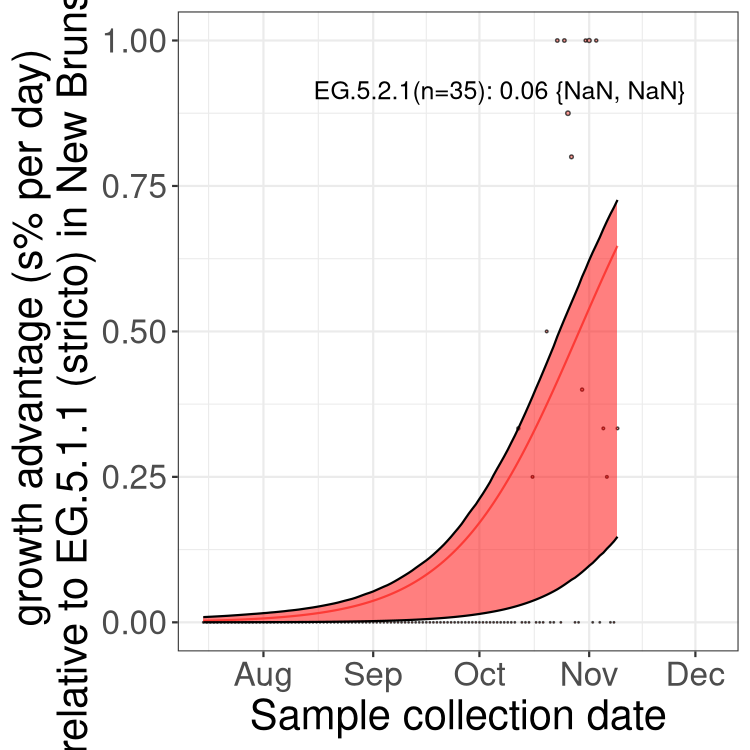 growth advantage (s% per day)
relative to EG.5.1.1 (stricto) in New Bruns
1.00
0.75
0.50
0.25
0.00
EG.5.2.1(n=35): 0.06 {NaN, NaN}
Aug Sep Oct Nov Dec
Sample collection date